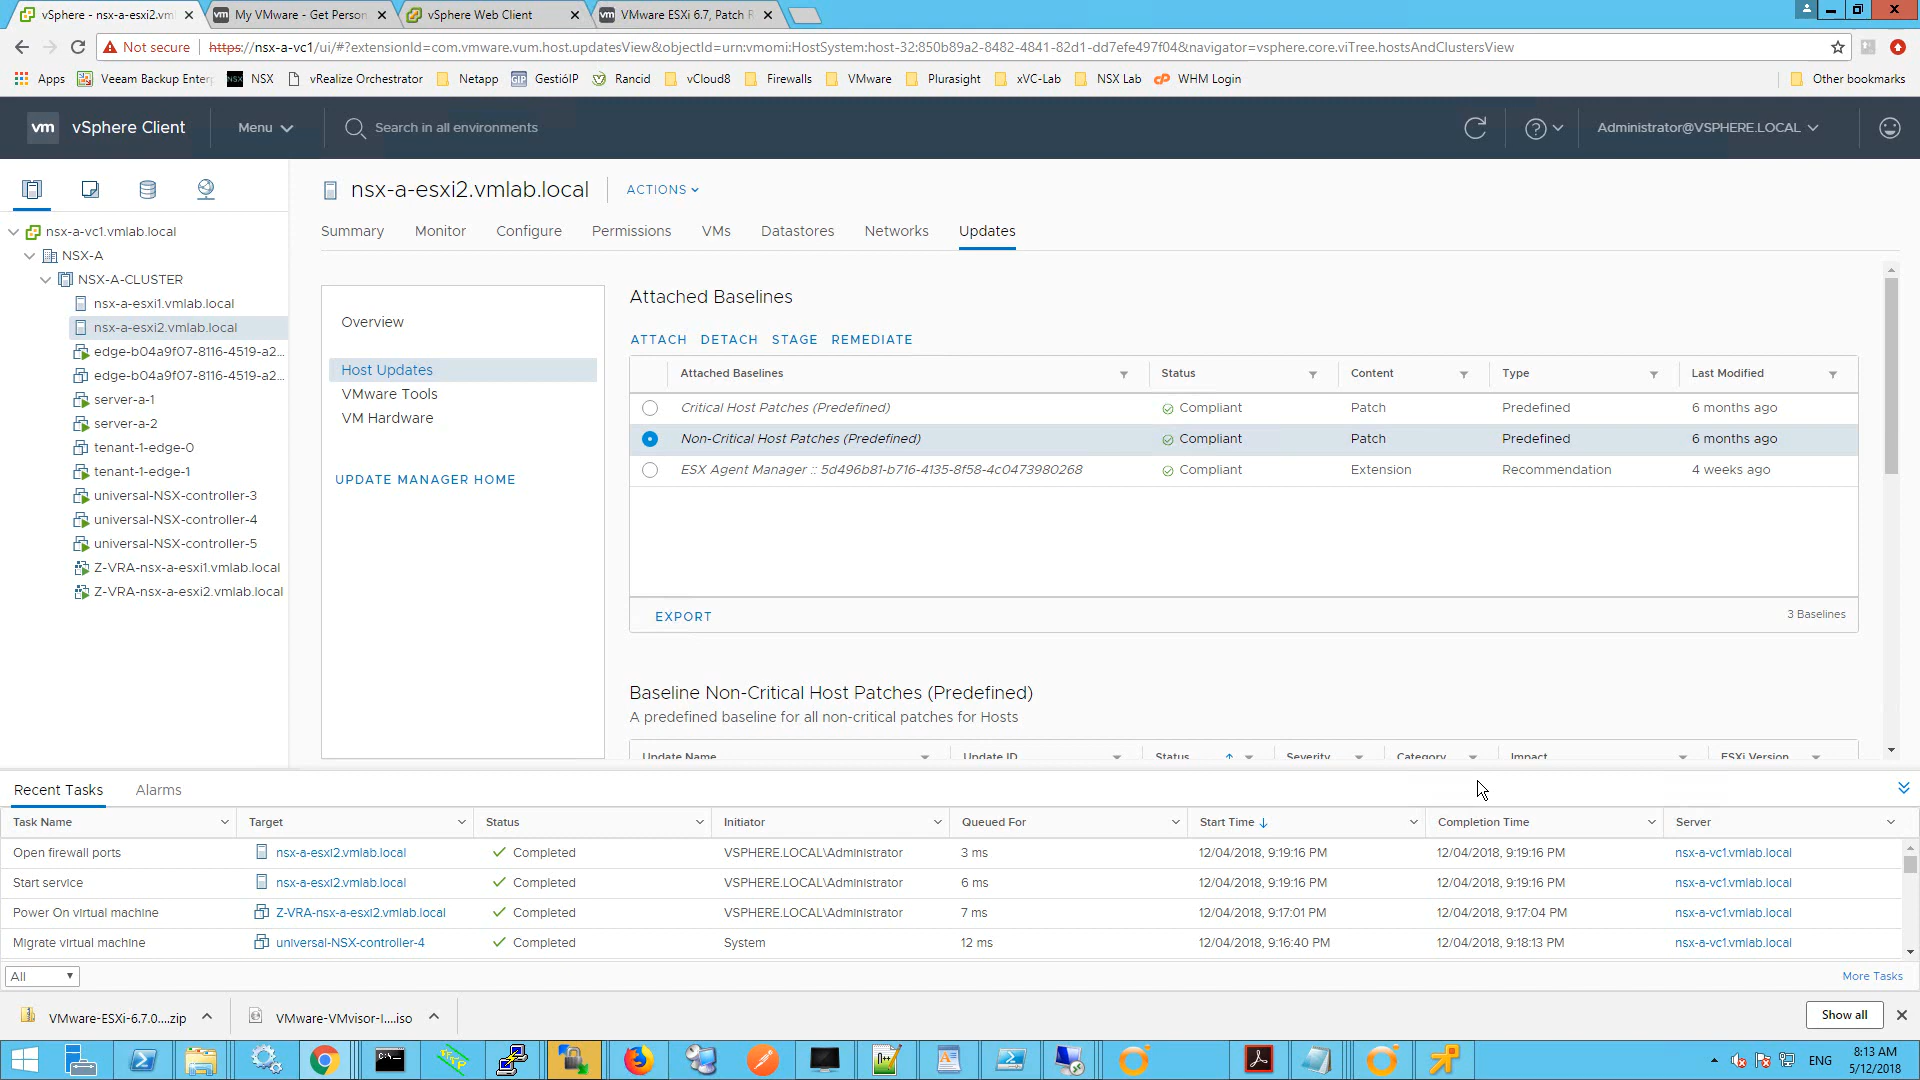 vSphere - nsx-a-esxi2.vml
My VMware - Get Person
vSphere Web Client
VMware ESXi 6.7, Patch R
Not secure
https://nsx-a-vc1/ui/#?extensionId=com.vmware.vum.host.updatesView&objectId=urn:vmomi:HostSystem:host-32:850b89a2-8482-4841-82d1-dd7efe497f04&navigator=vsphere.core.viTree.hostsAndClustersView
Apps
Veeam Backup Enter
NSX
vRealize Orchestrator
Netapp
GIP
GestióIP
Rancid
vCloud8
Firewalls
VMware
Plurasight
xVC-Lab
NSX Lab
WHM Login
Other bookmarks
vm
vSphere Client
Menu
Search in all environments
Administrator@VSPHERE.LOCAL
nsx-a-vc1.vmlab.local
NSX-A
NSX-A-CLUSTER
nsx-a-esxi1.vmlab.local
nsx-a-esxi2.vmlab.local
edge-b04a9f07-8116-4519-a2...
edge-b04a9f07-8116-4519-a2...
server-a-1
server-a-2
tenant-1-edge-0
tenant-1-edge-1
universal-NSX-controller-3
universal-NSX-controller-4
universal-NSX-controller-5
Z-VRA-nsx-a-esxi1.vmlab.local
Z-VRA-nsx-a-esxi2.vmlab.local
nsx-a-esxi2.vmlab.local
ACTIONS
Summary
Monitor
Configure
Permissions
VMs
Datastores
Networks
Updates
Overview
Host Updates
VMware Tools
VM Hardware
UPDATE MANAGER HOME
Attached Baselines
ATTACH DETACH STAGE REMEDIATE
Attached Baselines Status Content Type Last Modified
Critical Host Patches (Predefined) Compliant Patch Predefined 6 months ago
Non-Critical Host Patches (Predefined) Compliant Patch Predefined 6 months ago
ESX Agent Manager :: 5d496b81-b716-4135-8f58-4c0473980268 Compliant Extension Recommendation 4 weeks ago
EXPORT
3 Baselines
Baseline Non-Critical Host Patches (Predefined)
A predefined baseline for all non-critical patches for Hosts
Update Name Update ID Status Severity Category Impact ESXi Version
Recent Tasks
Alarms
Task Name Target Status Initiator Queued For Start Time Completion Time Server
Open firewall ports nsx-a-esxi2.vmlab.local Completed VSPHERE.LOCAL\Administrator 3 ms 12/04/2018, 9:19:16 PM 12/04/2018, 9:19:16 PM nsx-a-vc1.vmlab.local
Start service nsx-a-esxi2.vmlab.local Completed VSPHERE.LOCAL\Administrator 6 ms 12/04/2018, 9:19:16 PM 12/04/2018, 9:19:16 PM nsx-a-vc1.vmlab.local
Power On virtual machine Z-VRA-nsx-a-esxi2.vmlab.local Completed VSPHERE.LOCAL\Administrator 7 ms 12/04/2018, 9:17:01 PM 12/04/2018, 9:17:04 PM nsx-a-vc1.vmlab.local
Migrate virtual machine universal-NSX-controller-4 Completed System 12 ms 12/04/2018, 9:16:40 PM 12/04/2018, 9:18:13 PM nsx-a-vc1.vmlab.local
All
More Tasks
VMware-ESXi-6.7.0....zip
VMware-VMvisor-I....iso
Show all
ENG
8:13 AM
5/12/2018